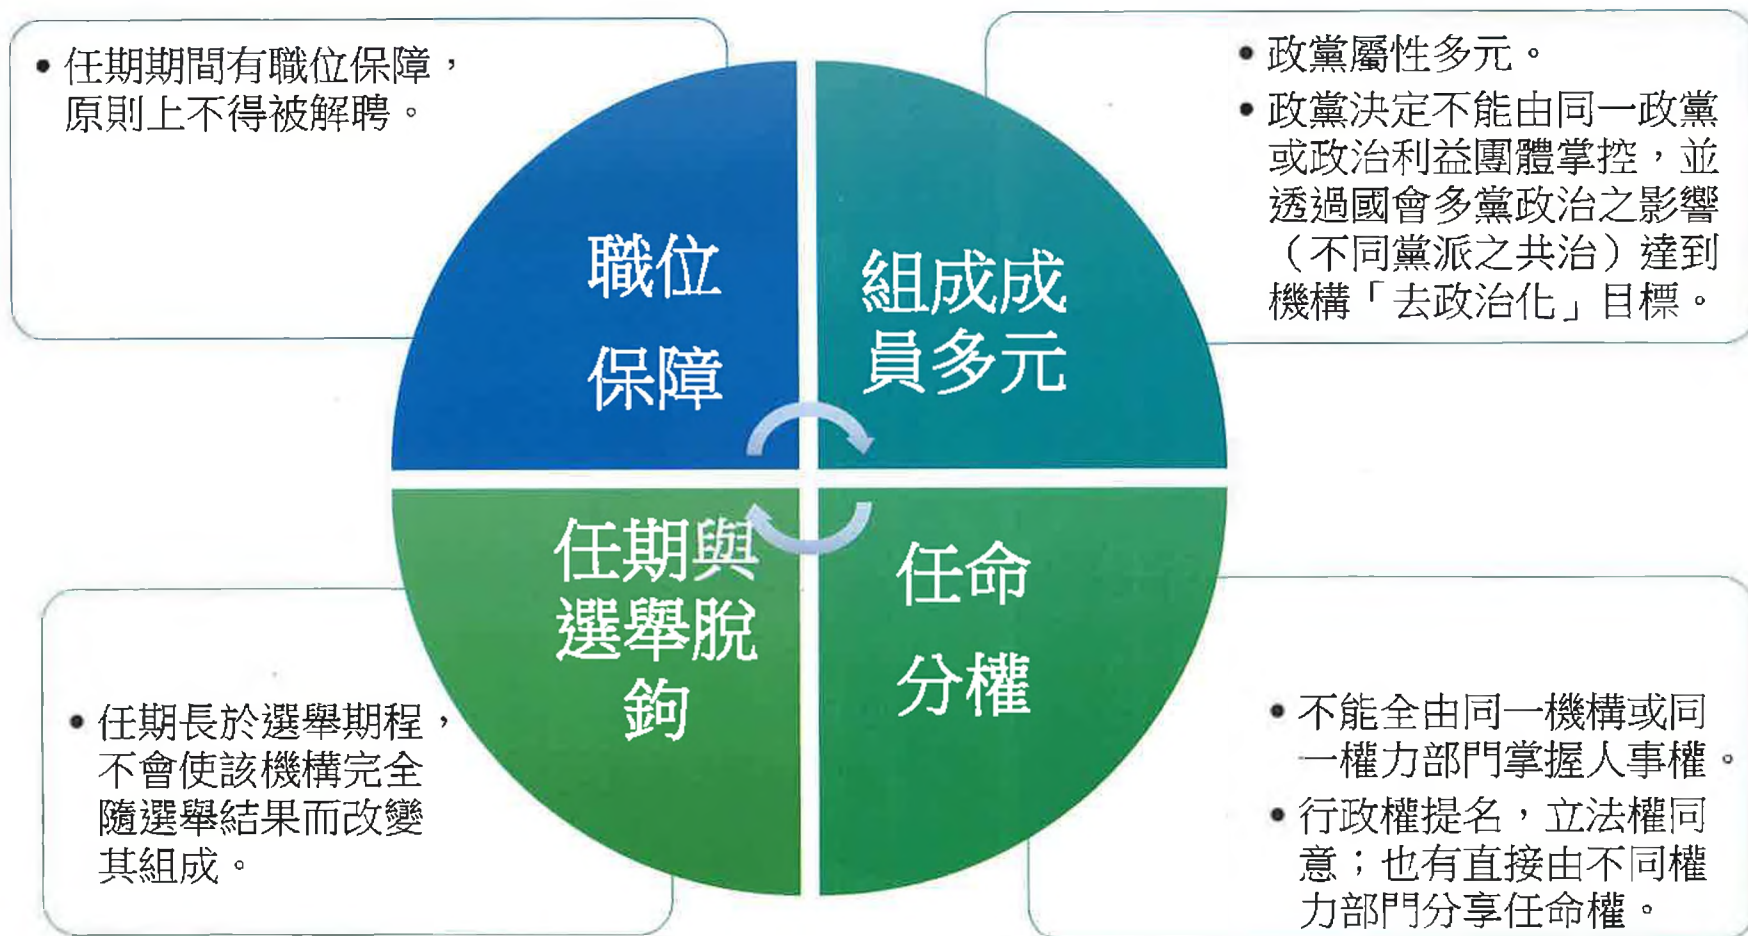 • 任期期間有職位保障，
原則上不得被解聘。
• 政黨屬性多元。
• 政黨決定不能由同一政黨
或政治利益團體掌控，並
透過國會多黨政治之影響
（不同黨派之共治）達到
機構「去政治化」目標。
職位
保障
組成成
員多元
任期與
選舉脫
鉤
任命
分權
• 任期長於選舉期程，
不會使該機構完全
隨選舉結果而改變
其組成。
• 不能全由同一機構或同
一權力部門掌握人事權。
• 行政權提名，立法權同
意；也有直接由不同權
力部門分享任命權。